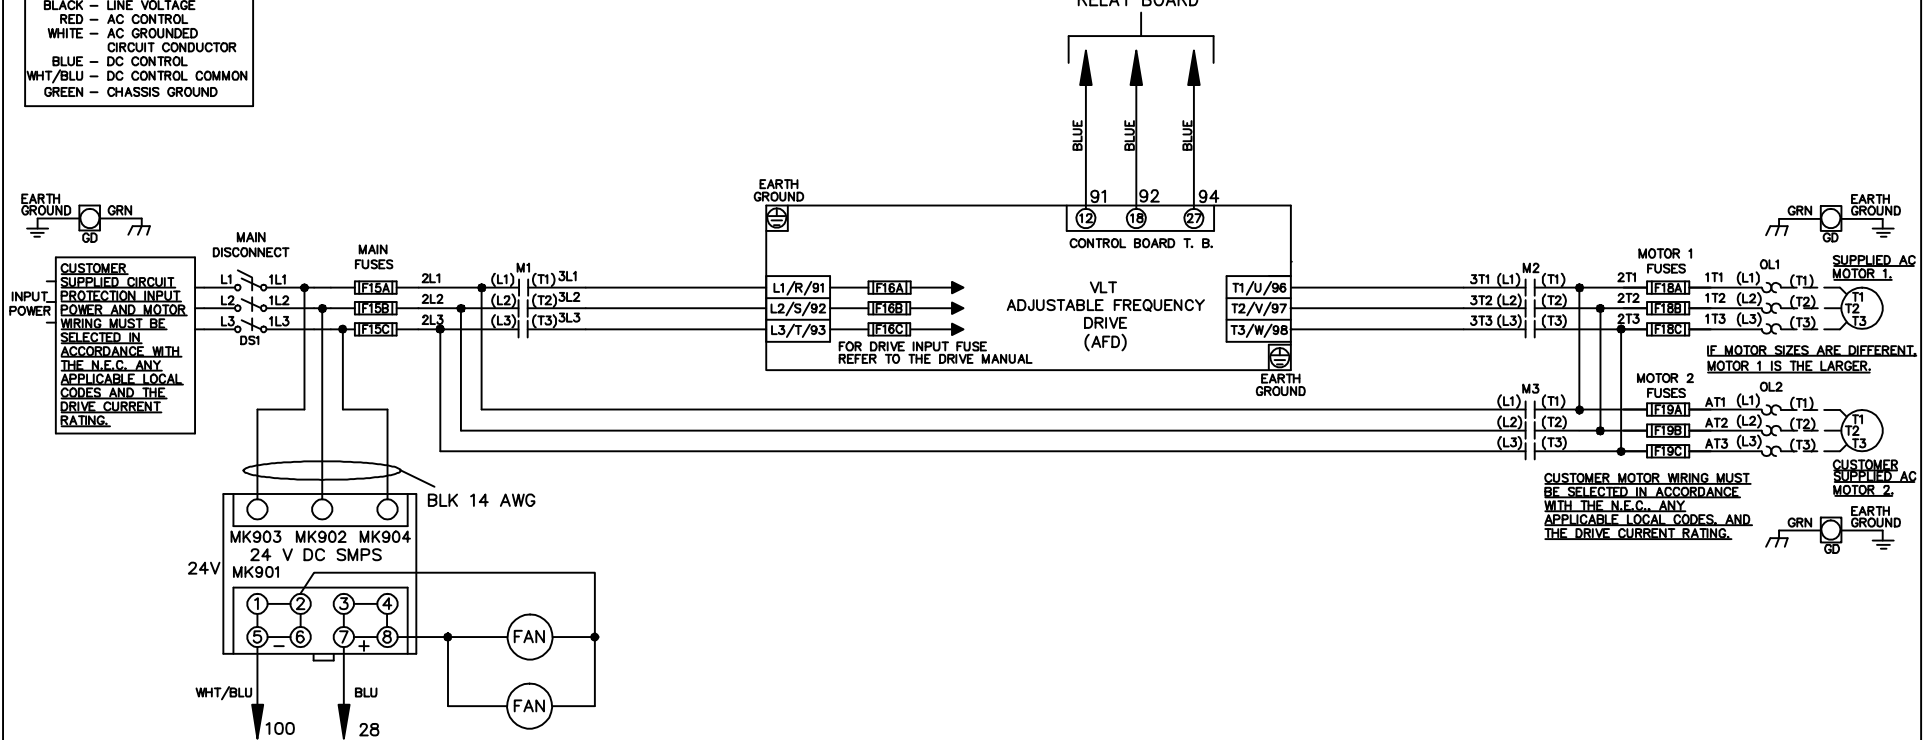 BLACK – LINE VOLTAGE
RED – AC CONTROL
WHITE – AC GROUNDED
CIRCUIT CONDUCTOR
BLUE – DC CONTROL
WHT/BLU – DC CONTROL COMMON
GREEN – CHASSIS GROUND
RELAY BOARD
BLUE
BLUE
BLUE
91
92
94
12
18
27
CONTROL BOARD T. B.
EARTH
GROUND
EARTH
GROUND
GRN
GD
INPUT
POWER
CUSTOMER
SUPPLIED CIRCUIT
PROTECTION INPUT
POWER AND MOTOR
WIRING MUST BE
SELECTED IN
ACCORDANCE WITH
THE N.E.C. ANY
APPLICABLE LOCAL
CODES AND THE
DRIVE CURRENT
RATING.
MAIN
DISCONNECT
L1
1L1
L2
1L2
L3
1L3
DS1
MAIN
FUSES
F15A
F15B
F15C
2L1
2L2
2L3
M1
(L1)
(T1)
3L1
(L2)
(T2)
3L2
(L3)
(T3)
3L3
L1/R/91
L2/S/92
L3/T/93
F16A
F16B
F16C
FOR DRIVE INPUT FUSE
REFER TO THE DRIVE MANUAL
VLT
ADJUSTABLE FREQUENCY
DRIVE
(AFD)
T1/U/96
T2/V/97
T3/W/98
EARTH
GROUND
M2
3T1 (L1)
(T1)
3T2 (L2)
(T2)
3T3 (L3)
(T3)
MOTOR 1
FUSES
2T1
F18A
1T1
2T2
F18B
1T2
2T3
F18C
1T3
OL1
(L1)
(T1)
(L2)
(T2)
(L3)
(T3)
GRN
EARTH
GROUND
GD
SUPPLIED AC
MOTOR 1.
T1
T2
T3
IF MOTOR SIZES ARE DIFFERENT,
MOTOR 1 IS THE LARGER.
M3
(L1)
(T1)
(L2)
(T2)
(L3)
(T3)
MOTOR 2
FUSES
F19A
AT1
F19B
AT2
F19C
AT3
OL2
(L1)
(T1)
(L2)
(T2)
(L3)
(T3)
T1
T2
T3
CUSTOMER
SUPPLIED AC
MOTOR 2.
CUSTOMER MOTOR WIRING MUST
BE SELECTED IN ACCORDANCE
WITH THE N.E.C., ANY
APPLICABLE LOCAL CODES, AND
THE DRIVE CURRENT RATING.
GRN
EARTH
GROUND
GD
BLK 14 AWG
MK903 MK902 MK904
24 V DC SMPS
24V
MK901
1
2
3
4
5
–
6
7
+
8
FAN
FAN
WHT/BLU
BLU
100
28